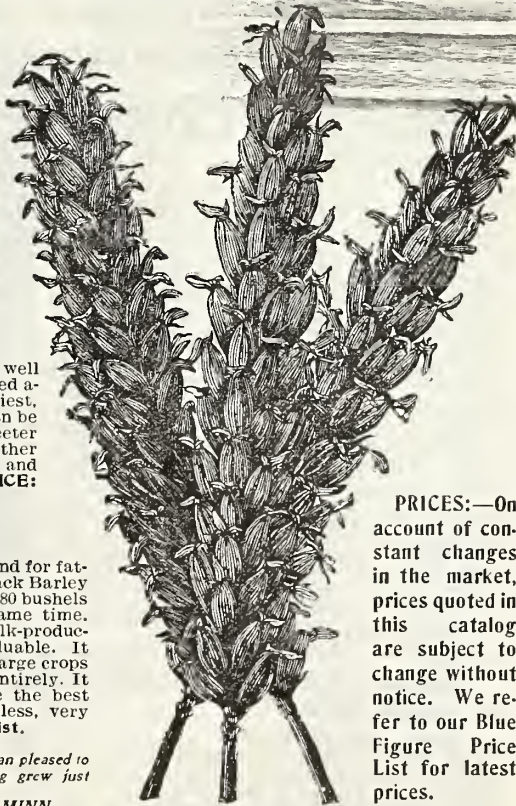 well
ed a-
iest,
n be
eeter
ther
and
ICE:
nd for fat-
ack Barley
80 bushels
ame time.
lk-produc-
luable. It
arge crops
ntirely. It
e the best
less, very
ist.
an pleased to
g grew just
MINN.
PRICES:—On
account of con-
stant changes
in the market,
prices quoted in
this catalog
are subject to
change without
notice. We re-
fer to our Blue
Figure Price
List for latest
prices.